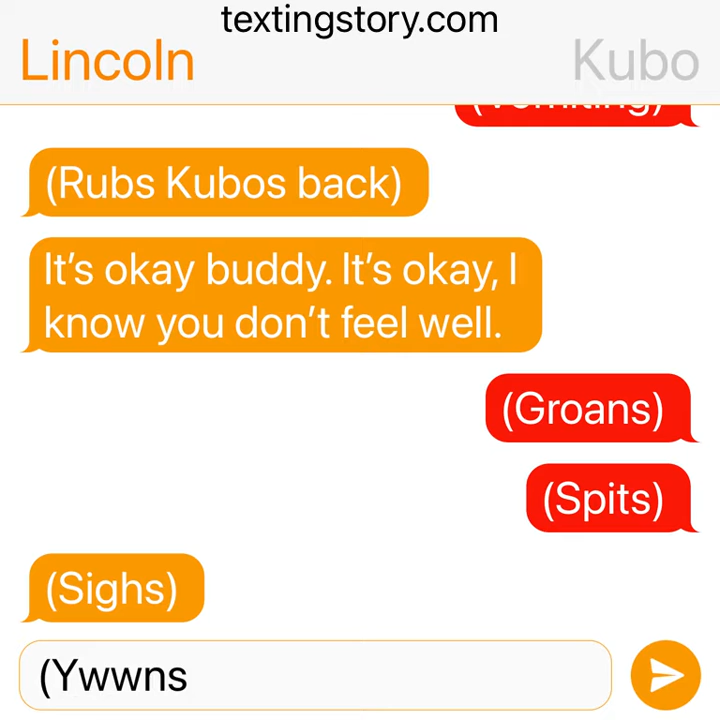 textingstory.com
Lincoln
Kubo
(Vomiting)
(Rubs Kubos back)
It’s okay buddy. It’s okay, I
know you don’t feel well.
(Groans)
(Spits)
(Sighs)
(Ywwns